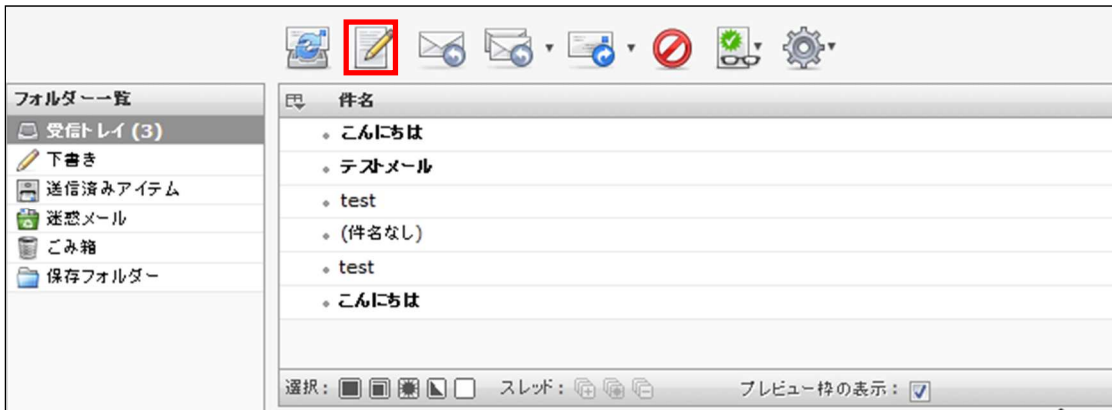 フォルダー一覧
件名
受信トレイ (3)
下書き
送信済みアイテム
迷惑メール
ごみ箱
保存フォルダー
こんにちは
テストメール
test
(件名なし)
test
こんにちは
選択: スレッド: プレビュー枠の表示: